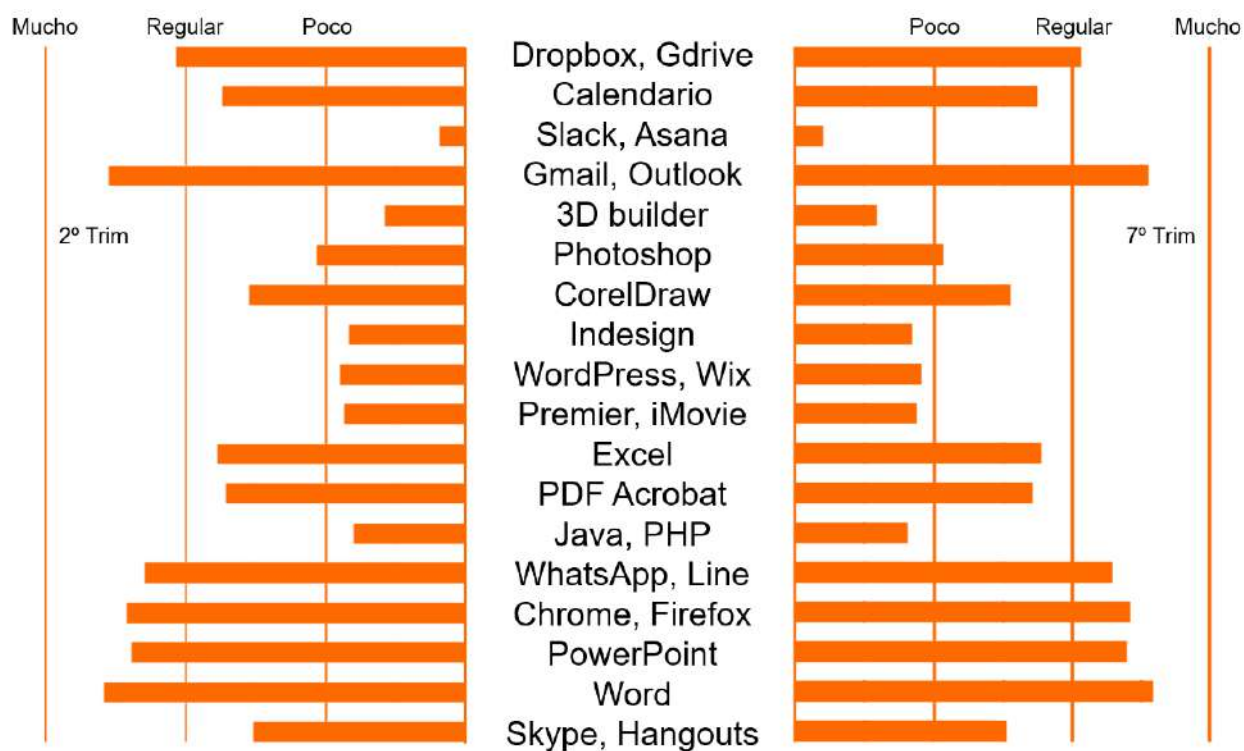 Mucho Regular Poco Poco Regular Mucho
Dropbox, Gdrive
Calendario
Slack, Asana
Gmail, Outlook
3D builder
2º Trim 7º Trim
Photoshop
CorelDraw
Indesign
WordPress, Wix
Premier, iMovie
Excel
PDF Acrobat
Java, PHP
WhatsApp, Line
Chrome, Firefox
PowerPoint
Word
Skype, Hangouts